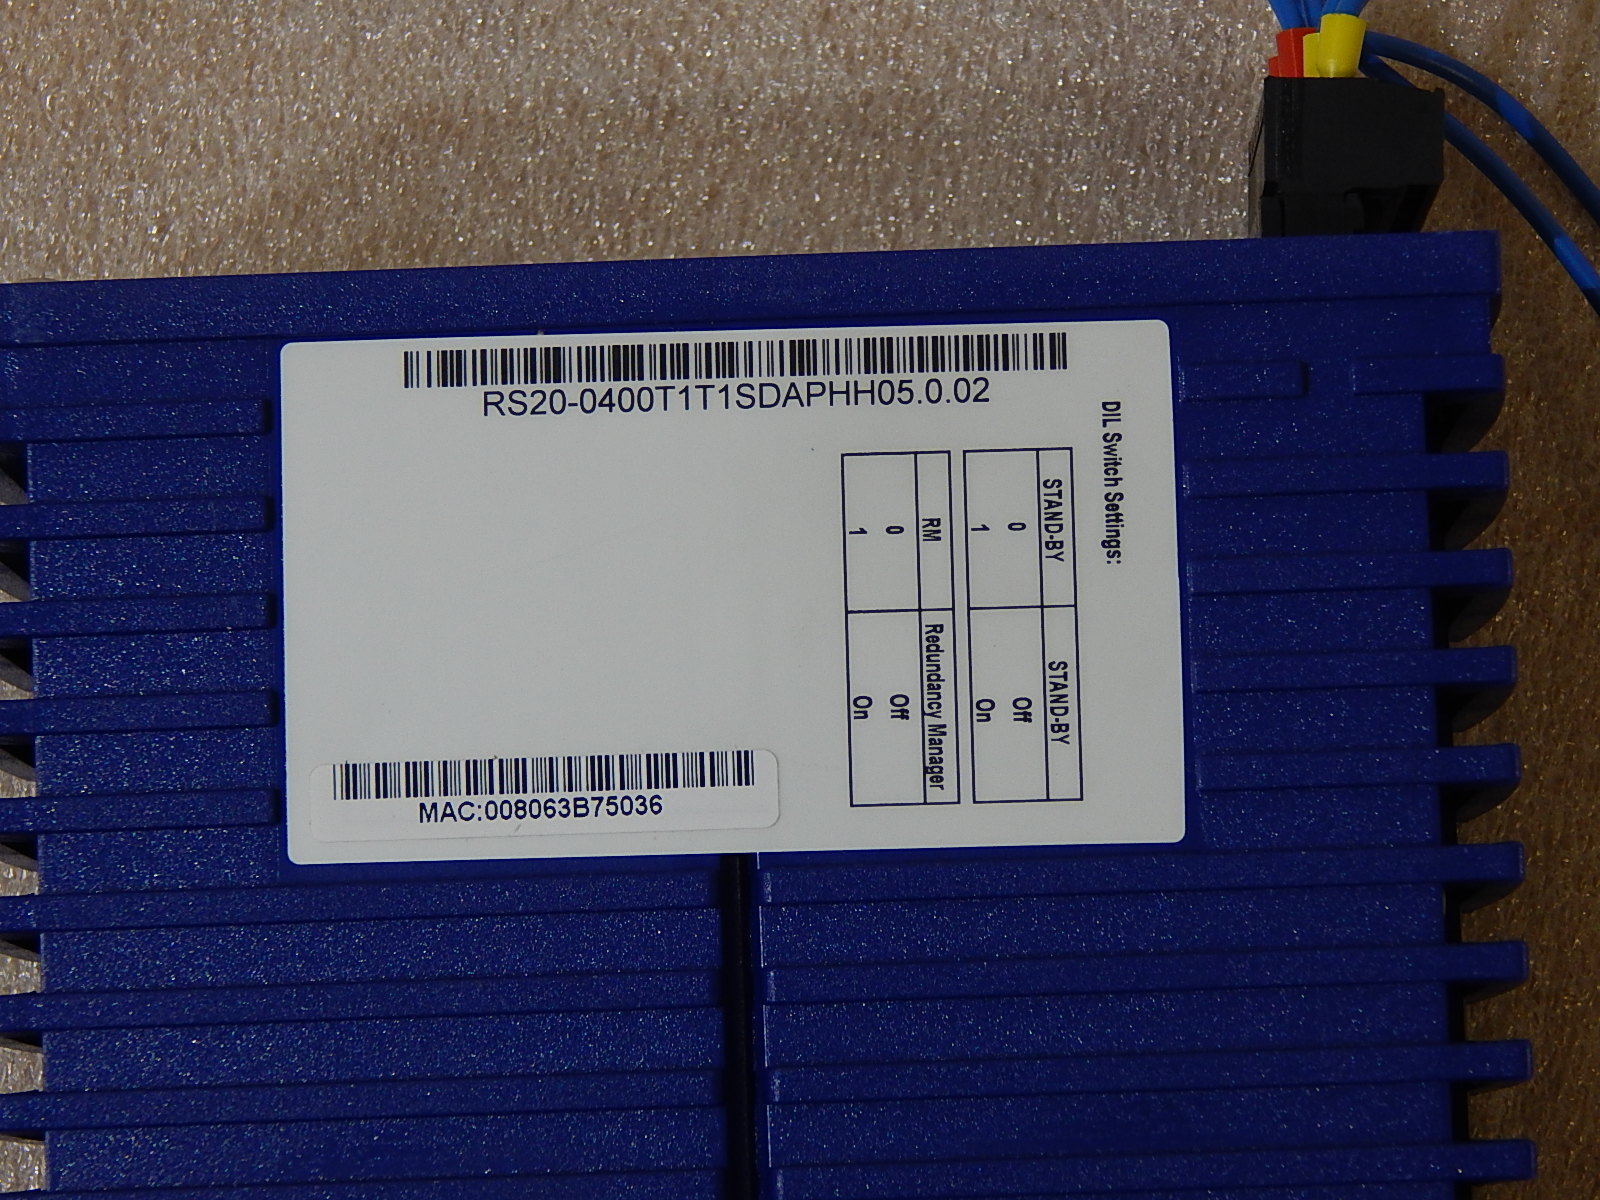 RS20-0400T1T1SDAPHH05.0.02
DIL Switch Settings:
STAND-BY STAND-BY
0 Off
1 On
RM Redundancy Manager
0 Off
1 On
MAC:008063B75036